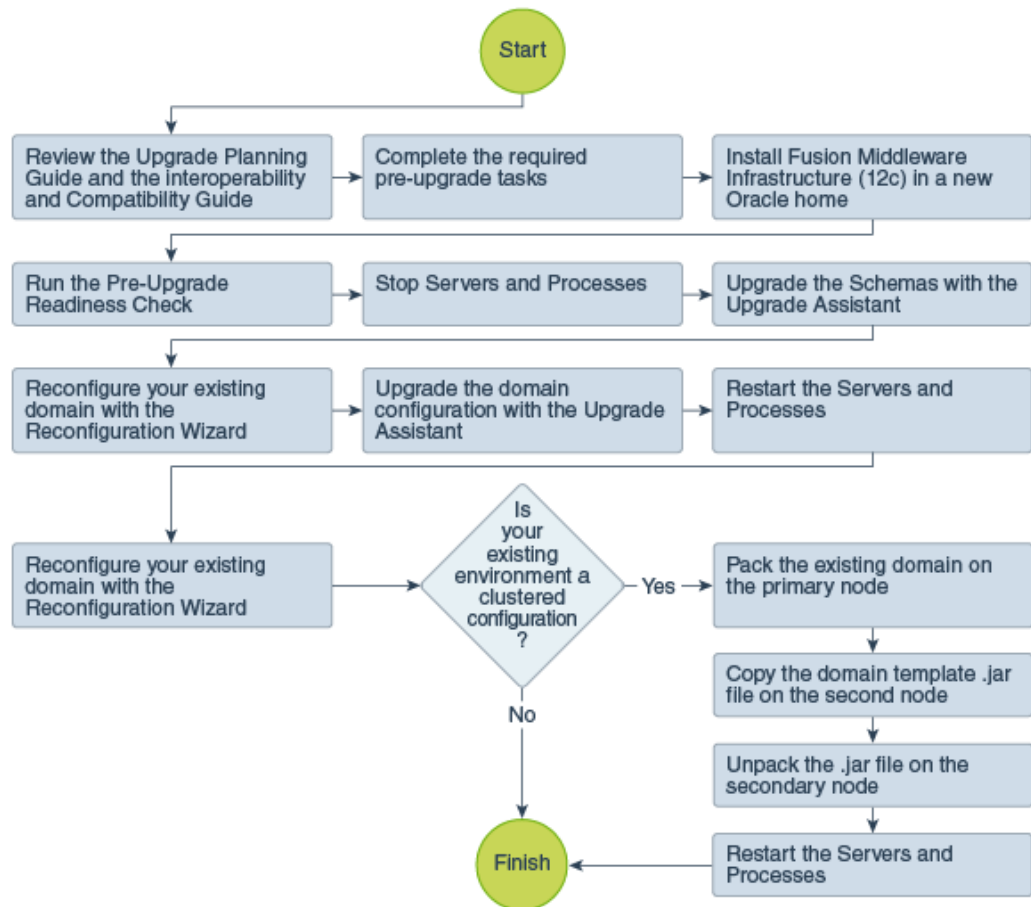 Start
Review the Upgrade Planning
Guide and the interoperability
and Compatibility Guide
Complete the required
pre-upgrade tasks
Install Fusion Middleware
Infrastructure (12c) in a new
Oracle home
Run the Pre-Upgrade
Readiness Check
Stop Servers and Processes
Upgrade the Schemas with the
Upgrade Assistant
Reconfigure your existing
domain with the
Reconfiguration Wizard
Upgrade the domain
configuration with the Upgrade
Assistant
Restart the Servers and
Processes
Reconfigure your existing
domain with the
Reconfiguration Wizard
Is
your
existing
environment a
clustered
configuration
?
Yes
Pack the existing domain on
the primary node
Copy the domain template .jar
file on the second node
No
Unpack the .jar file on the
secondary node
Finish
Restart the Servers and
Processes